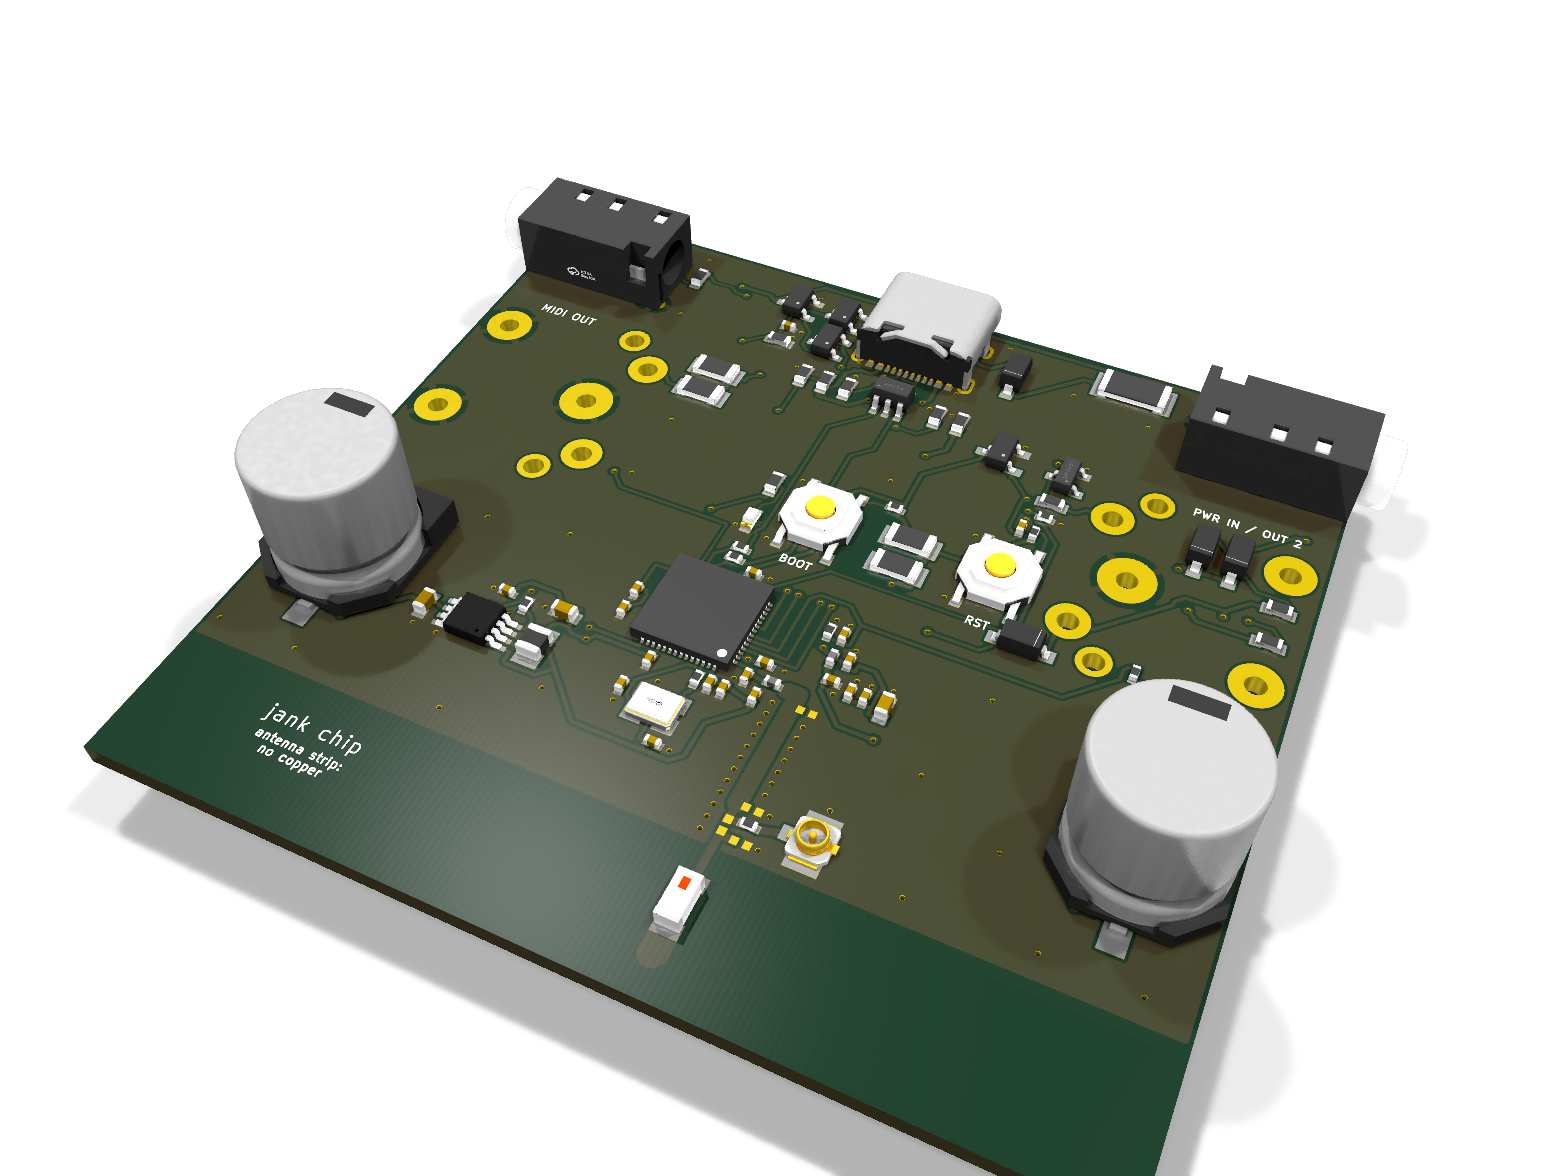 MIDI OUT
PWR IN / OUT 2
BOOT
RST
jank chip
antenna strip:
no copper